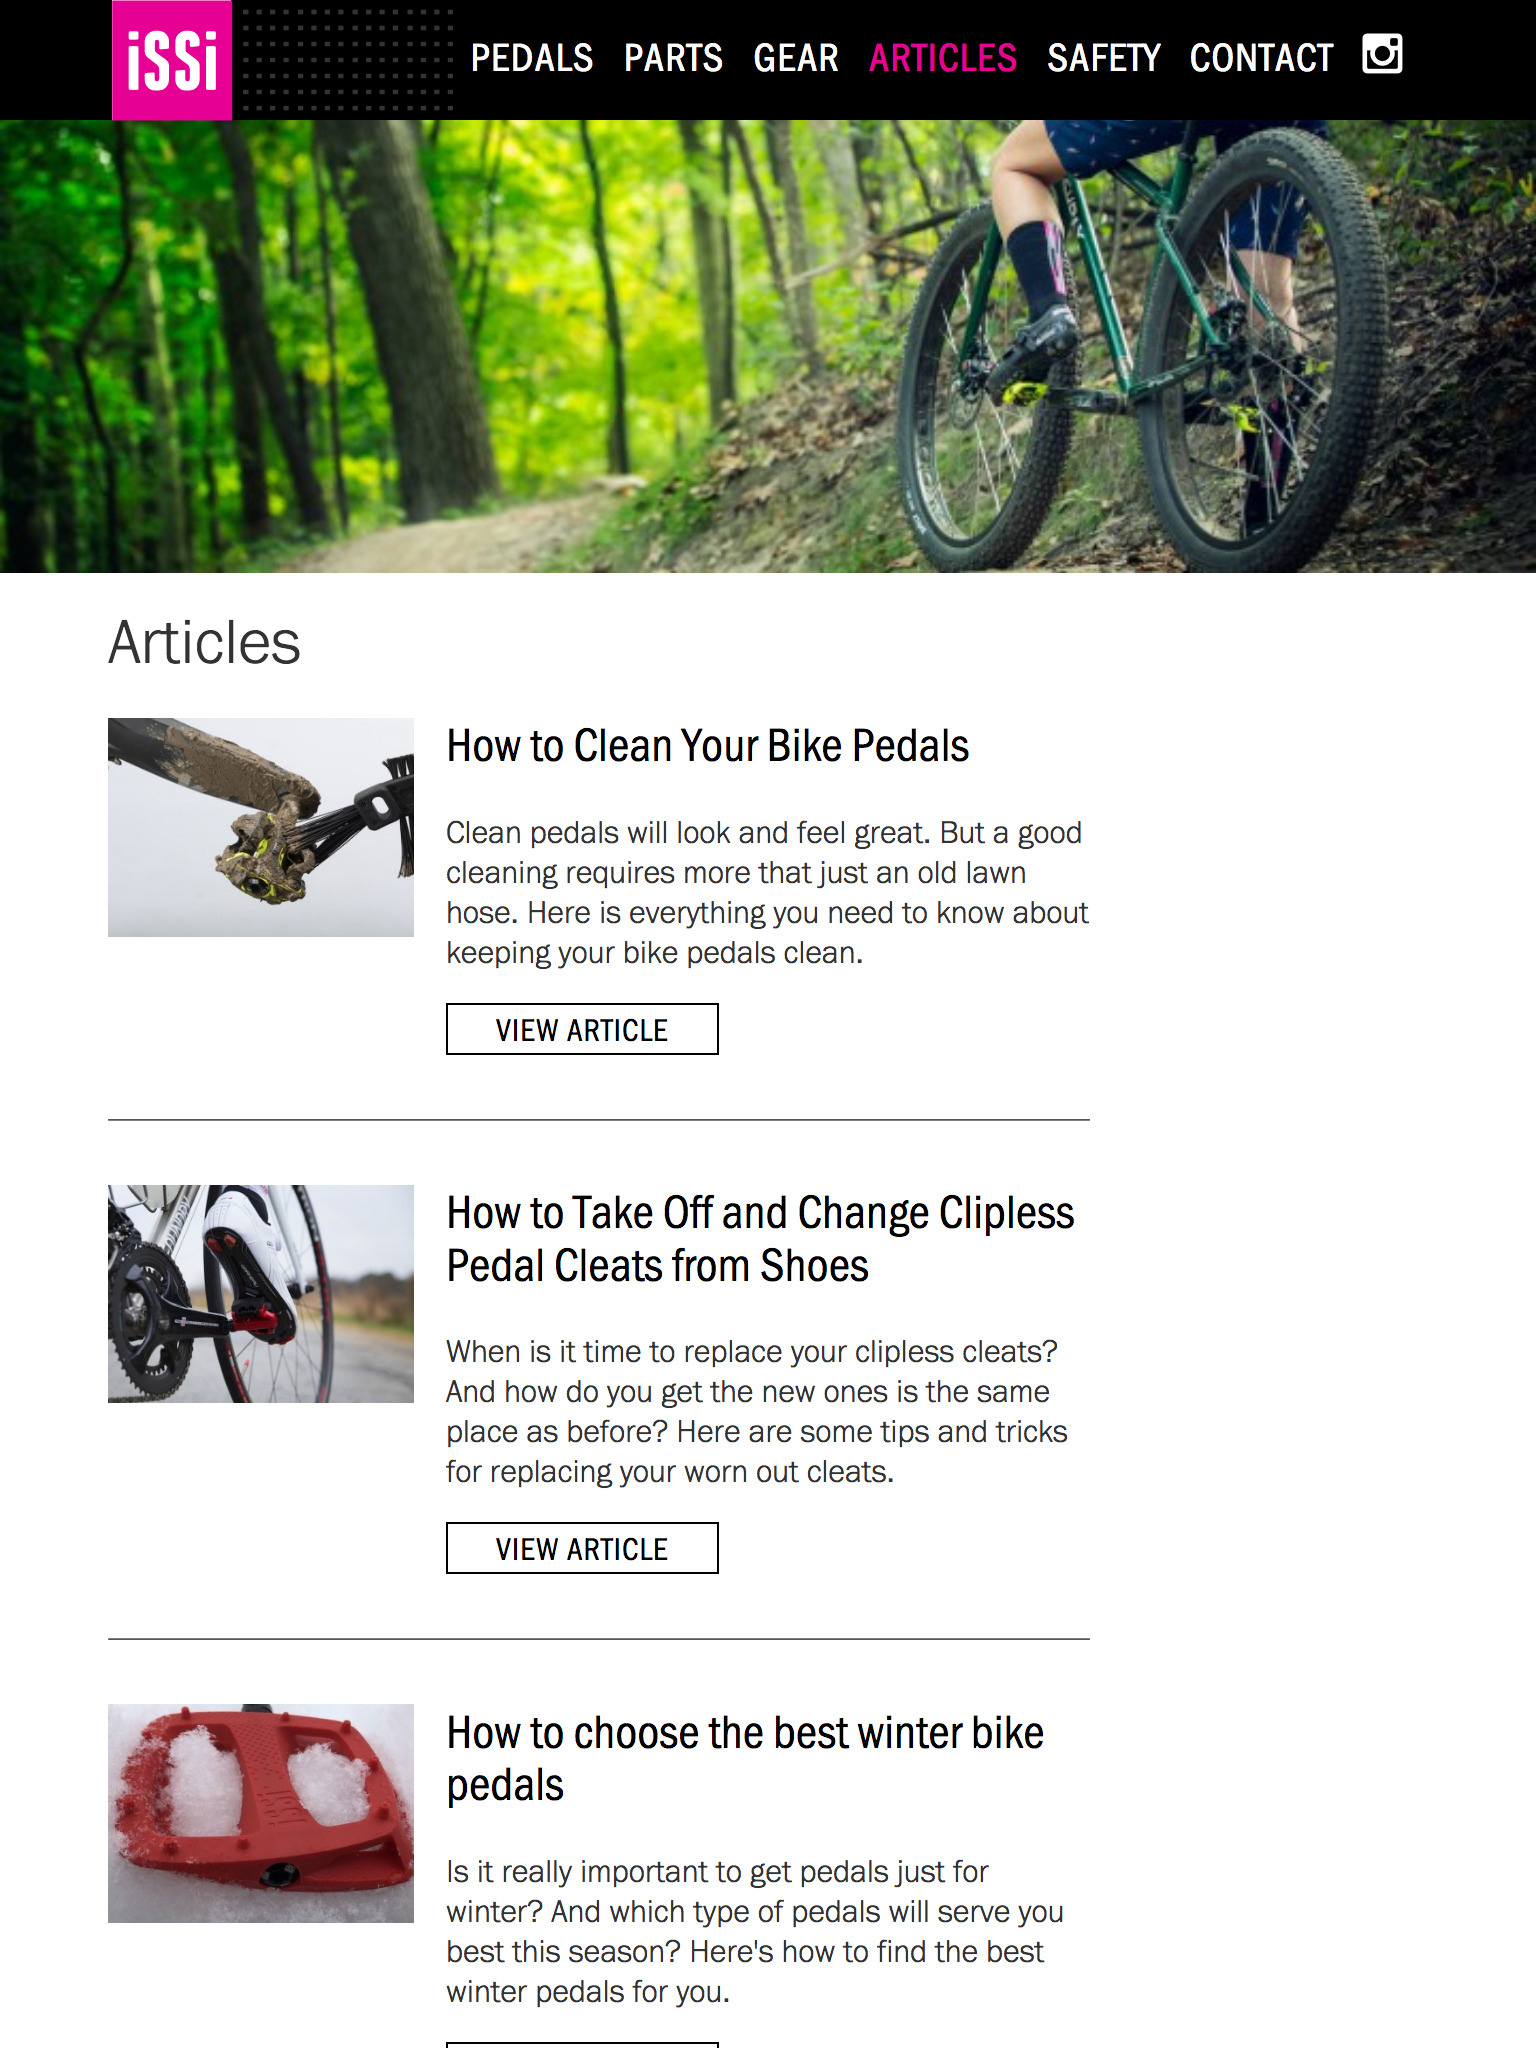 iSSi
PEDALS PARTS GEAR ARTICLES SAFETY CONTACT
Articles
How to Clean Your Bike Pedals
Clean pedals will look and feel great. But a good
cleaning requires more that just an old lawn
hose. Here is everything you need to know about
keeping your bike pedals clean.
VIEW ARTICLE
How to Take Off and Change Clipless
Pedal Cleats from Shoes
When is it time to replace your clipless cleats?
And how do you get the new ones is the same
place as before? Here are some tips and tricks
for replacing your worn out cleats.
VIEW ARTICLE
How to choose the best winter bike
pedals
Is it really important to get pedals just for
winter? And which type of pedals will serve you
best this season? Here's how to find the best
winter pedals for you.